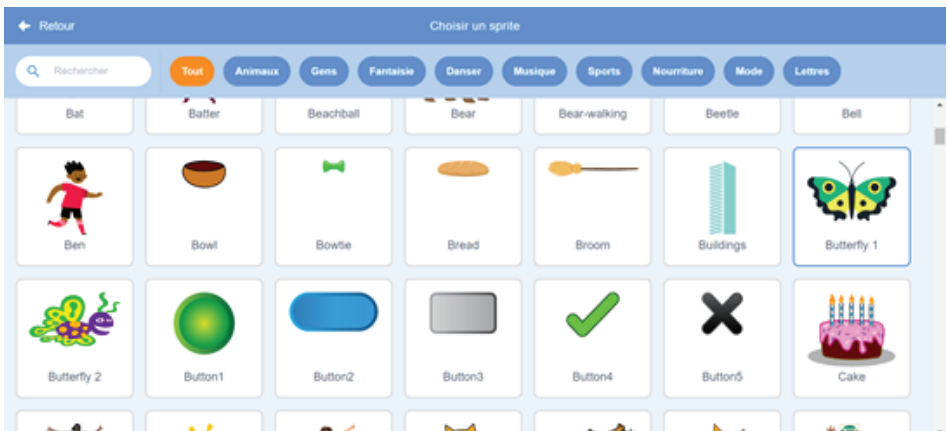 Retour Choisir un sprite
Rechercher Tout Animaux Gens Fantaisie Danser Musique Sports Nourriture Mode Lettres
Bat Batter Beachball Bear Bear-walking Beetle Bell
Ben Bowl Bowtie Bread Broom Buildings Butterfly 1
Butterfly 2 Button1 Button2 Button3 Button4 Button5 Cake